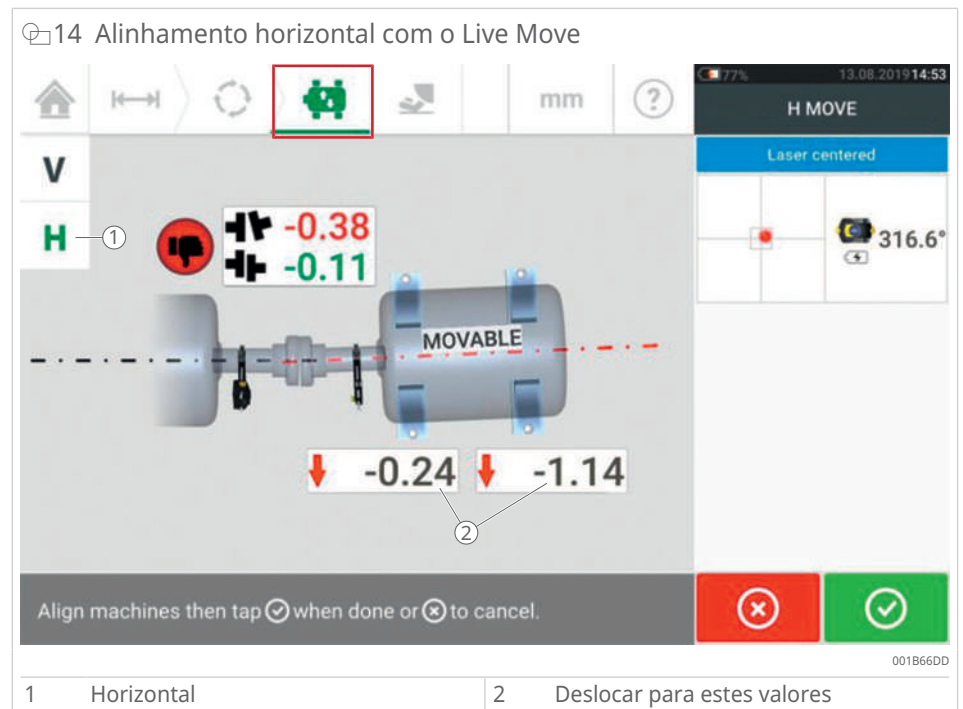 14 Alinhamento horizontal com o Live Move
77% 13.08.2019 14:53
mm ?
H MOVE
Laser centered
V
H
1
-0.38
-0.11
316.6°
MOVABLE
-0.24 -1.14
2
Align machines then tap when done or to cancel.
001B66DD
1 Horizontal 2 Deslocar para estes valores